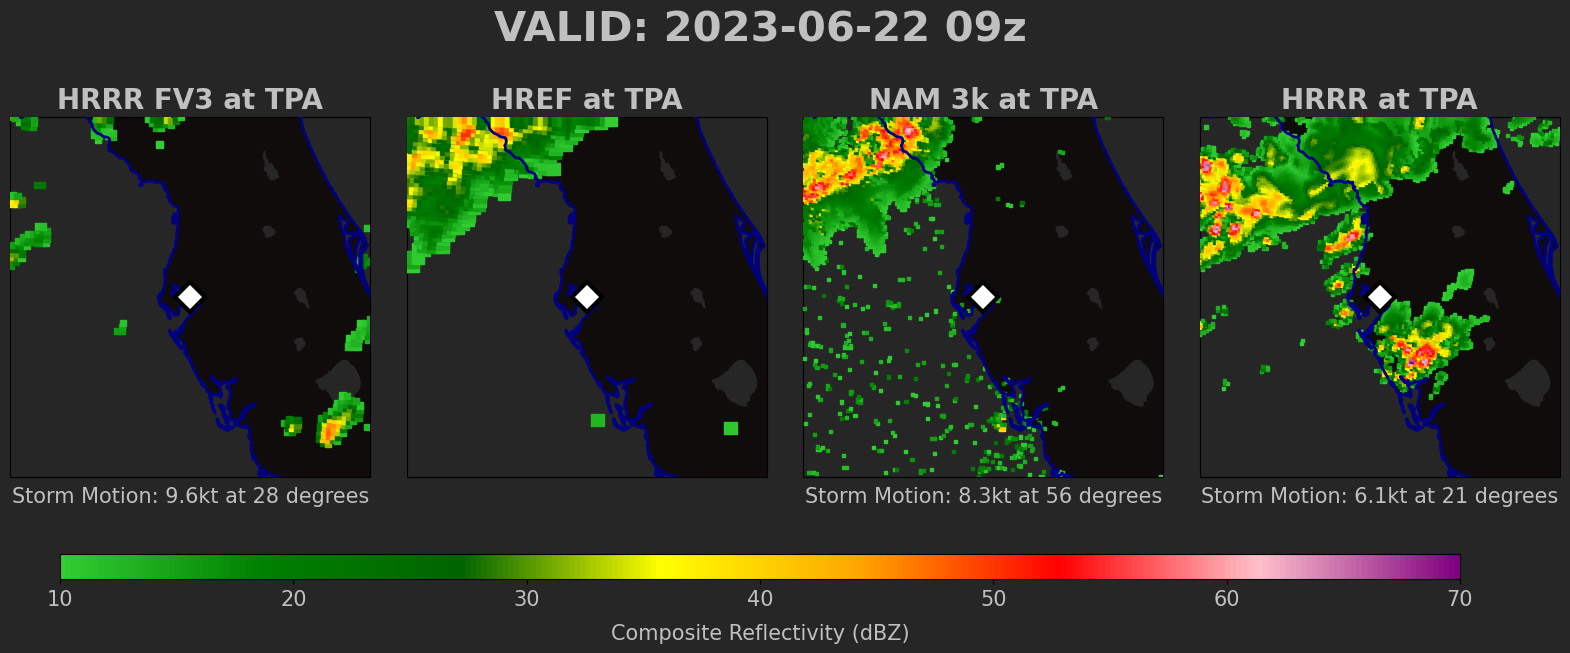 VALID: 2023-06-22 09z
HRRR FV3 at TPA
HREF at TPA
NAM 3k at TPA
HRRR at TPA
Storm Motion: 9.6kt at 28 degrees
Storm Motion: 8.3kt at 56 degrees
Storm Motion: 6.1kt at 21 degrees
10 20 30 40 50 60 70
Composite Reflectivity (dBZ)